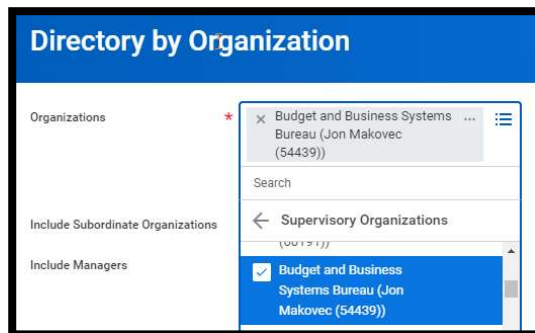 Directory by Organization
Organizations *
× Budget and Business Systems ...
Bureau (Jon Makovec
(54439))
Search
Include Subordinate Organizations
← Supervisory Organizations
Include Managers
Budget and Business
Systems Bureau (Jon
Makovec (54439))